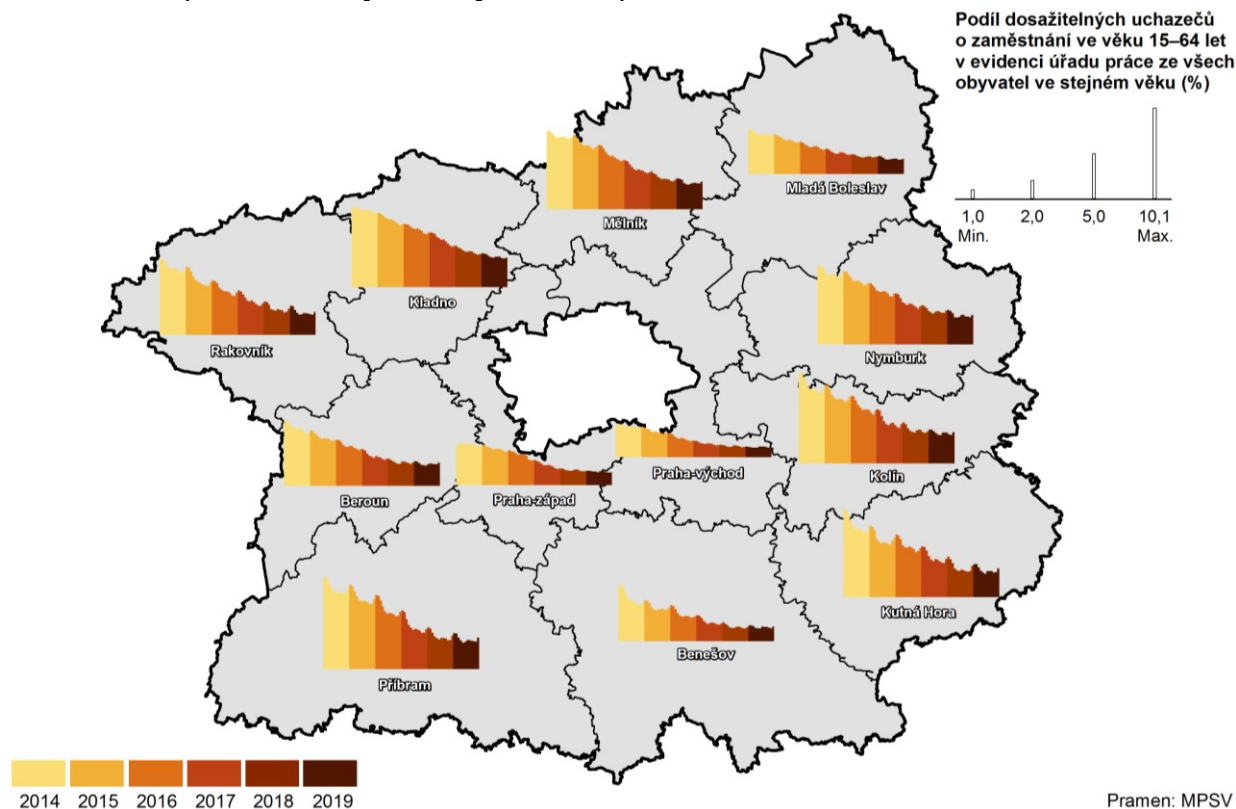 Podíl dosažitelných uchazečů
o zaměstnání ve věku 15–64 let
v evidenci úřadu práce ze všech
obyvatel ve stejném věku (%)
1,0 2,0 5,0 10,1
Min. Max.
Mladá Boleslav
Mělník
Kladno
Rakovník
Nymburk
Praha-východ
Kolín
Beroun
Praha-západ
Kutná Hora
Benešov
Příbram
2014 2015 2016 2017 2018 2019
Pramen: MPSV